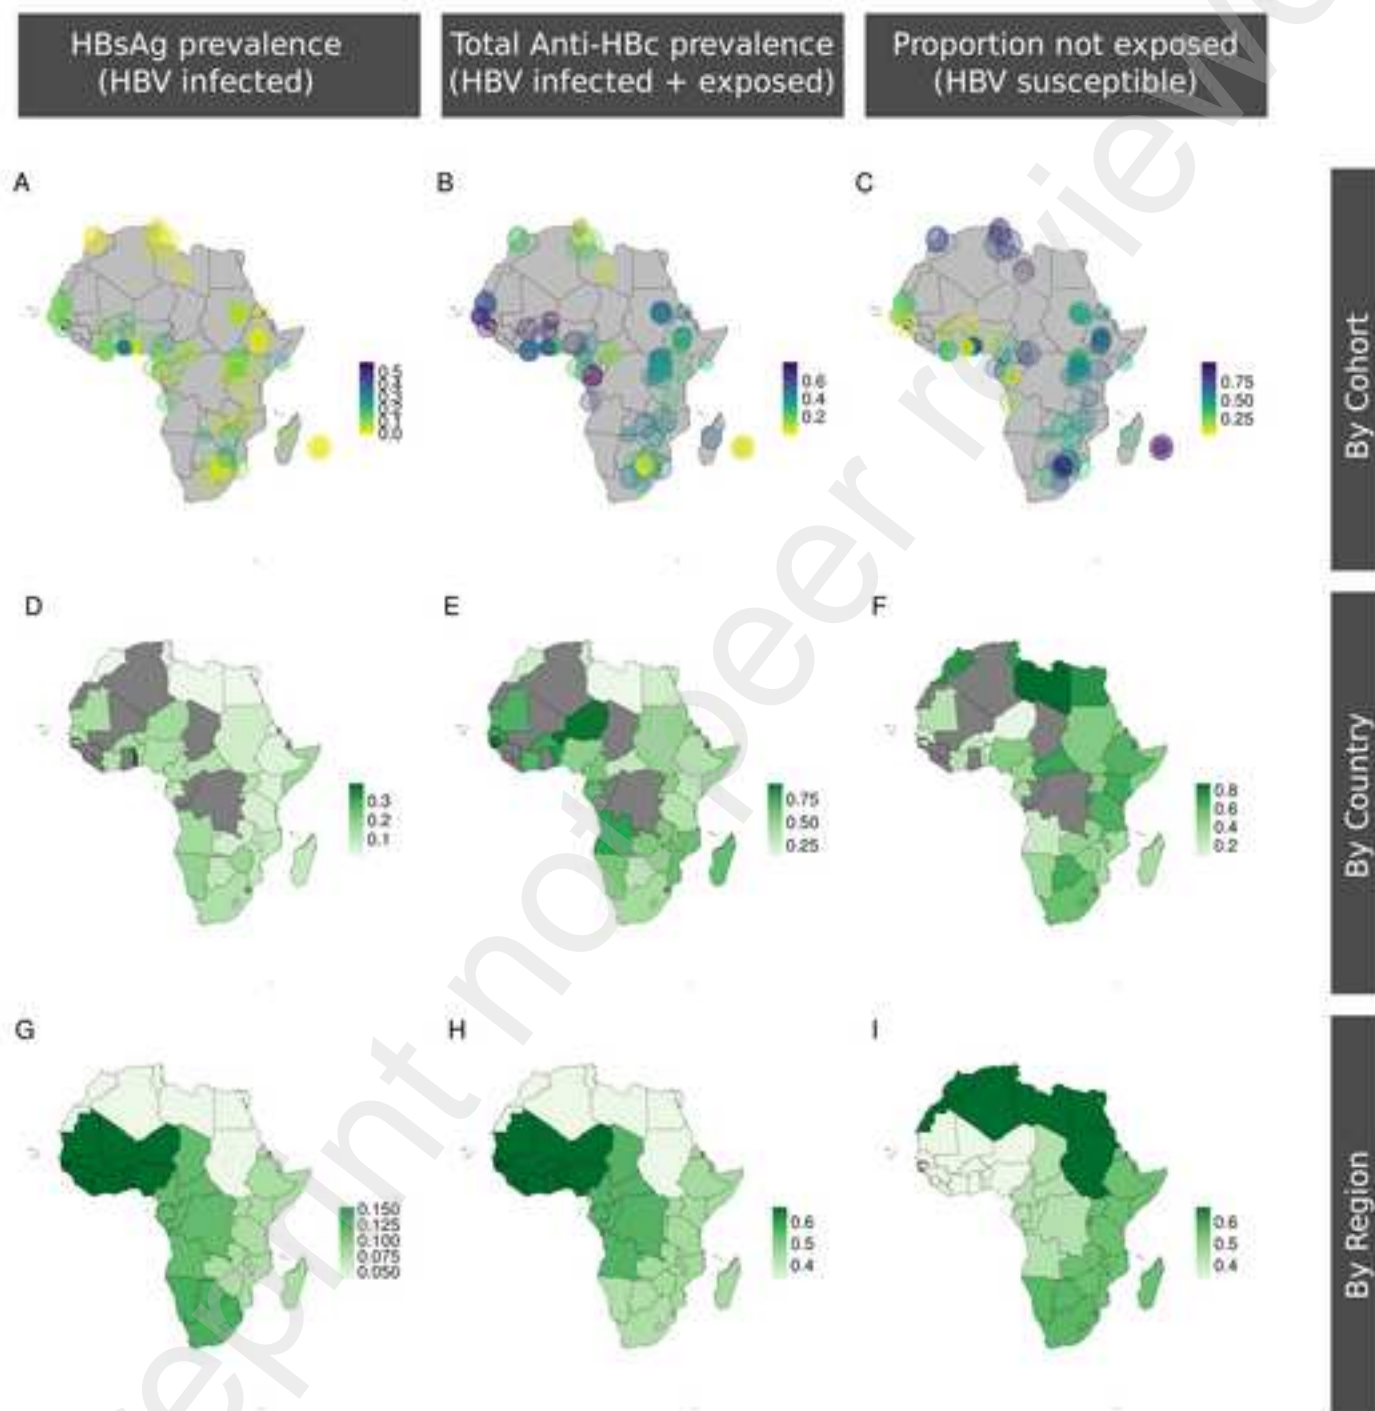 HBsAg prevalence
(HBV infected)
Total Anti-HBc prevalence
(HBV infected + exposed)
Proportion not exposed
(HBV susceptible)
A
B
C
0.6
0.4
0.2
0.75
0.50
0.25
By Cohort
D
E
F
0.3
0.2
0.1
0.75
0.50
0.25
0.8
0.6
0.4
0.2
By Country
G
H
I
0.150
0.125
0.100
0.075
0.050
0.6
0.5
0.4
0.6
0.5
0.4
By Region
eprint not peer review